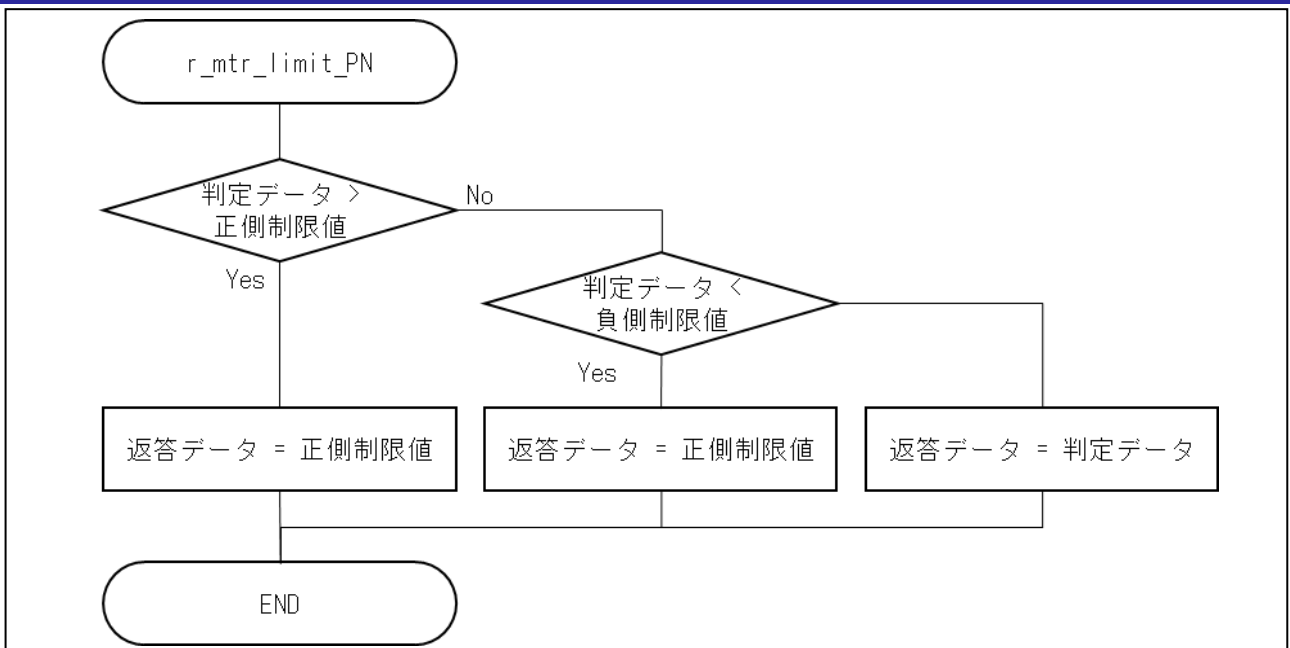 r_mtr_limit_PN
判定データ >
正側制限値
No
Yes
判定データ <
負側制限値
Yes
返答データ = 正側制限値
返答データ = 正側制限値
返答データ = 判定データ
END